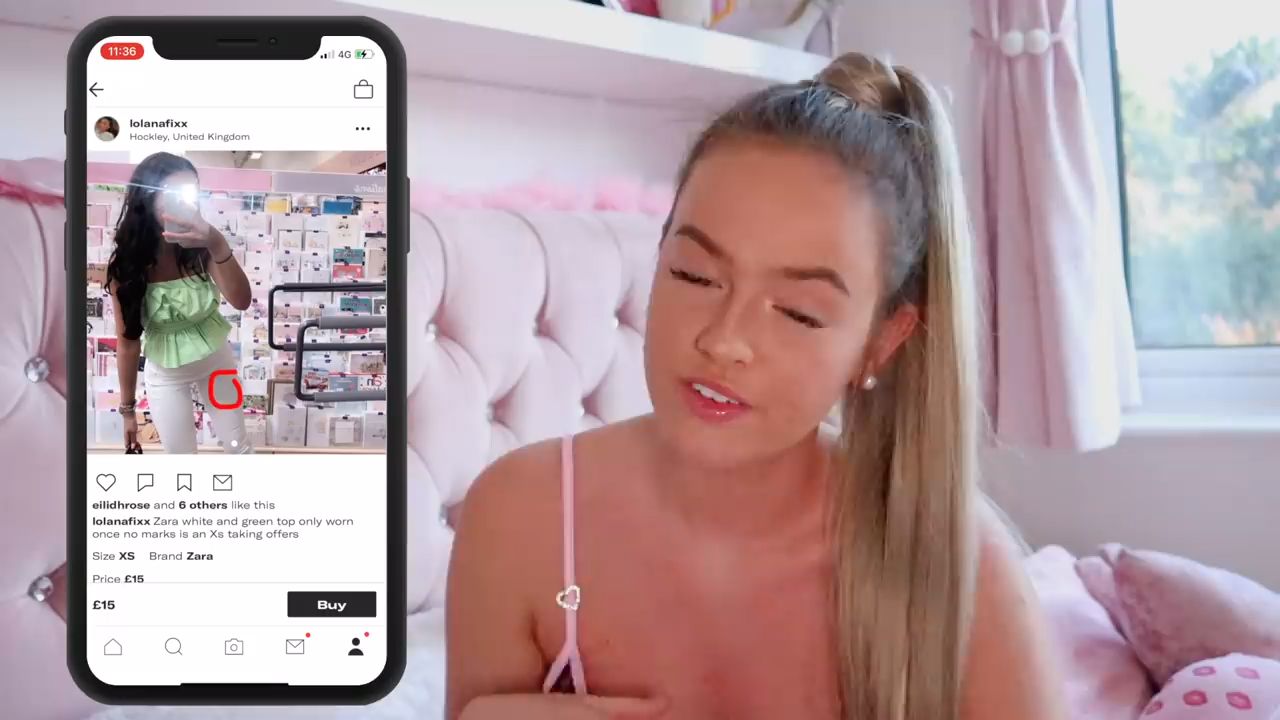 11:36
4G
lolanafixx
Hockley, United Kingdom
eilidhrose and 6 others like this
lolanafixx Zara white and green top only worn
once no marks is an Xs taking offers
Size XS Brand Zara
Price £15
£15
Buy